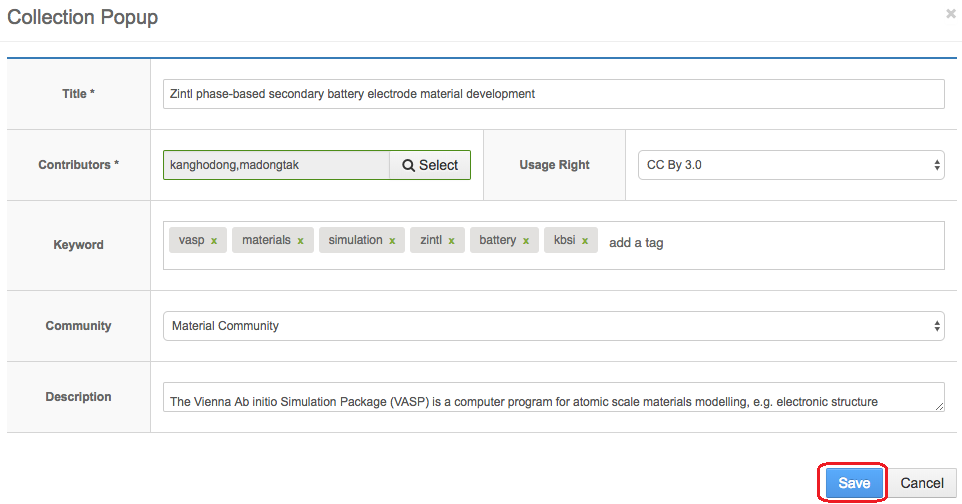 Collection Popup ×
Title * Zintl phase-based secondary battery electrode material development
Contributors * kanghodong,madongtak Select Usage Right CC By 3.0
Keyword vasp x materials x simulation x zintl x battery x kbsi x add a tag
Community Material Community
Description The Vienna Ab initio Simulation Package (VASP) is a computer program for atomic scale materials modelling, e.g. electronic structure
Save Cancel